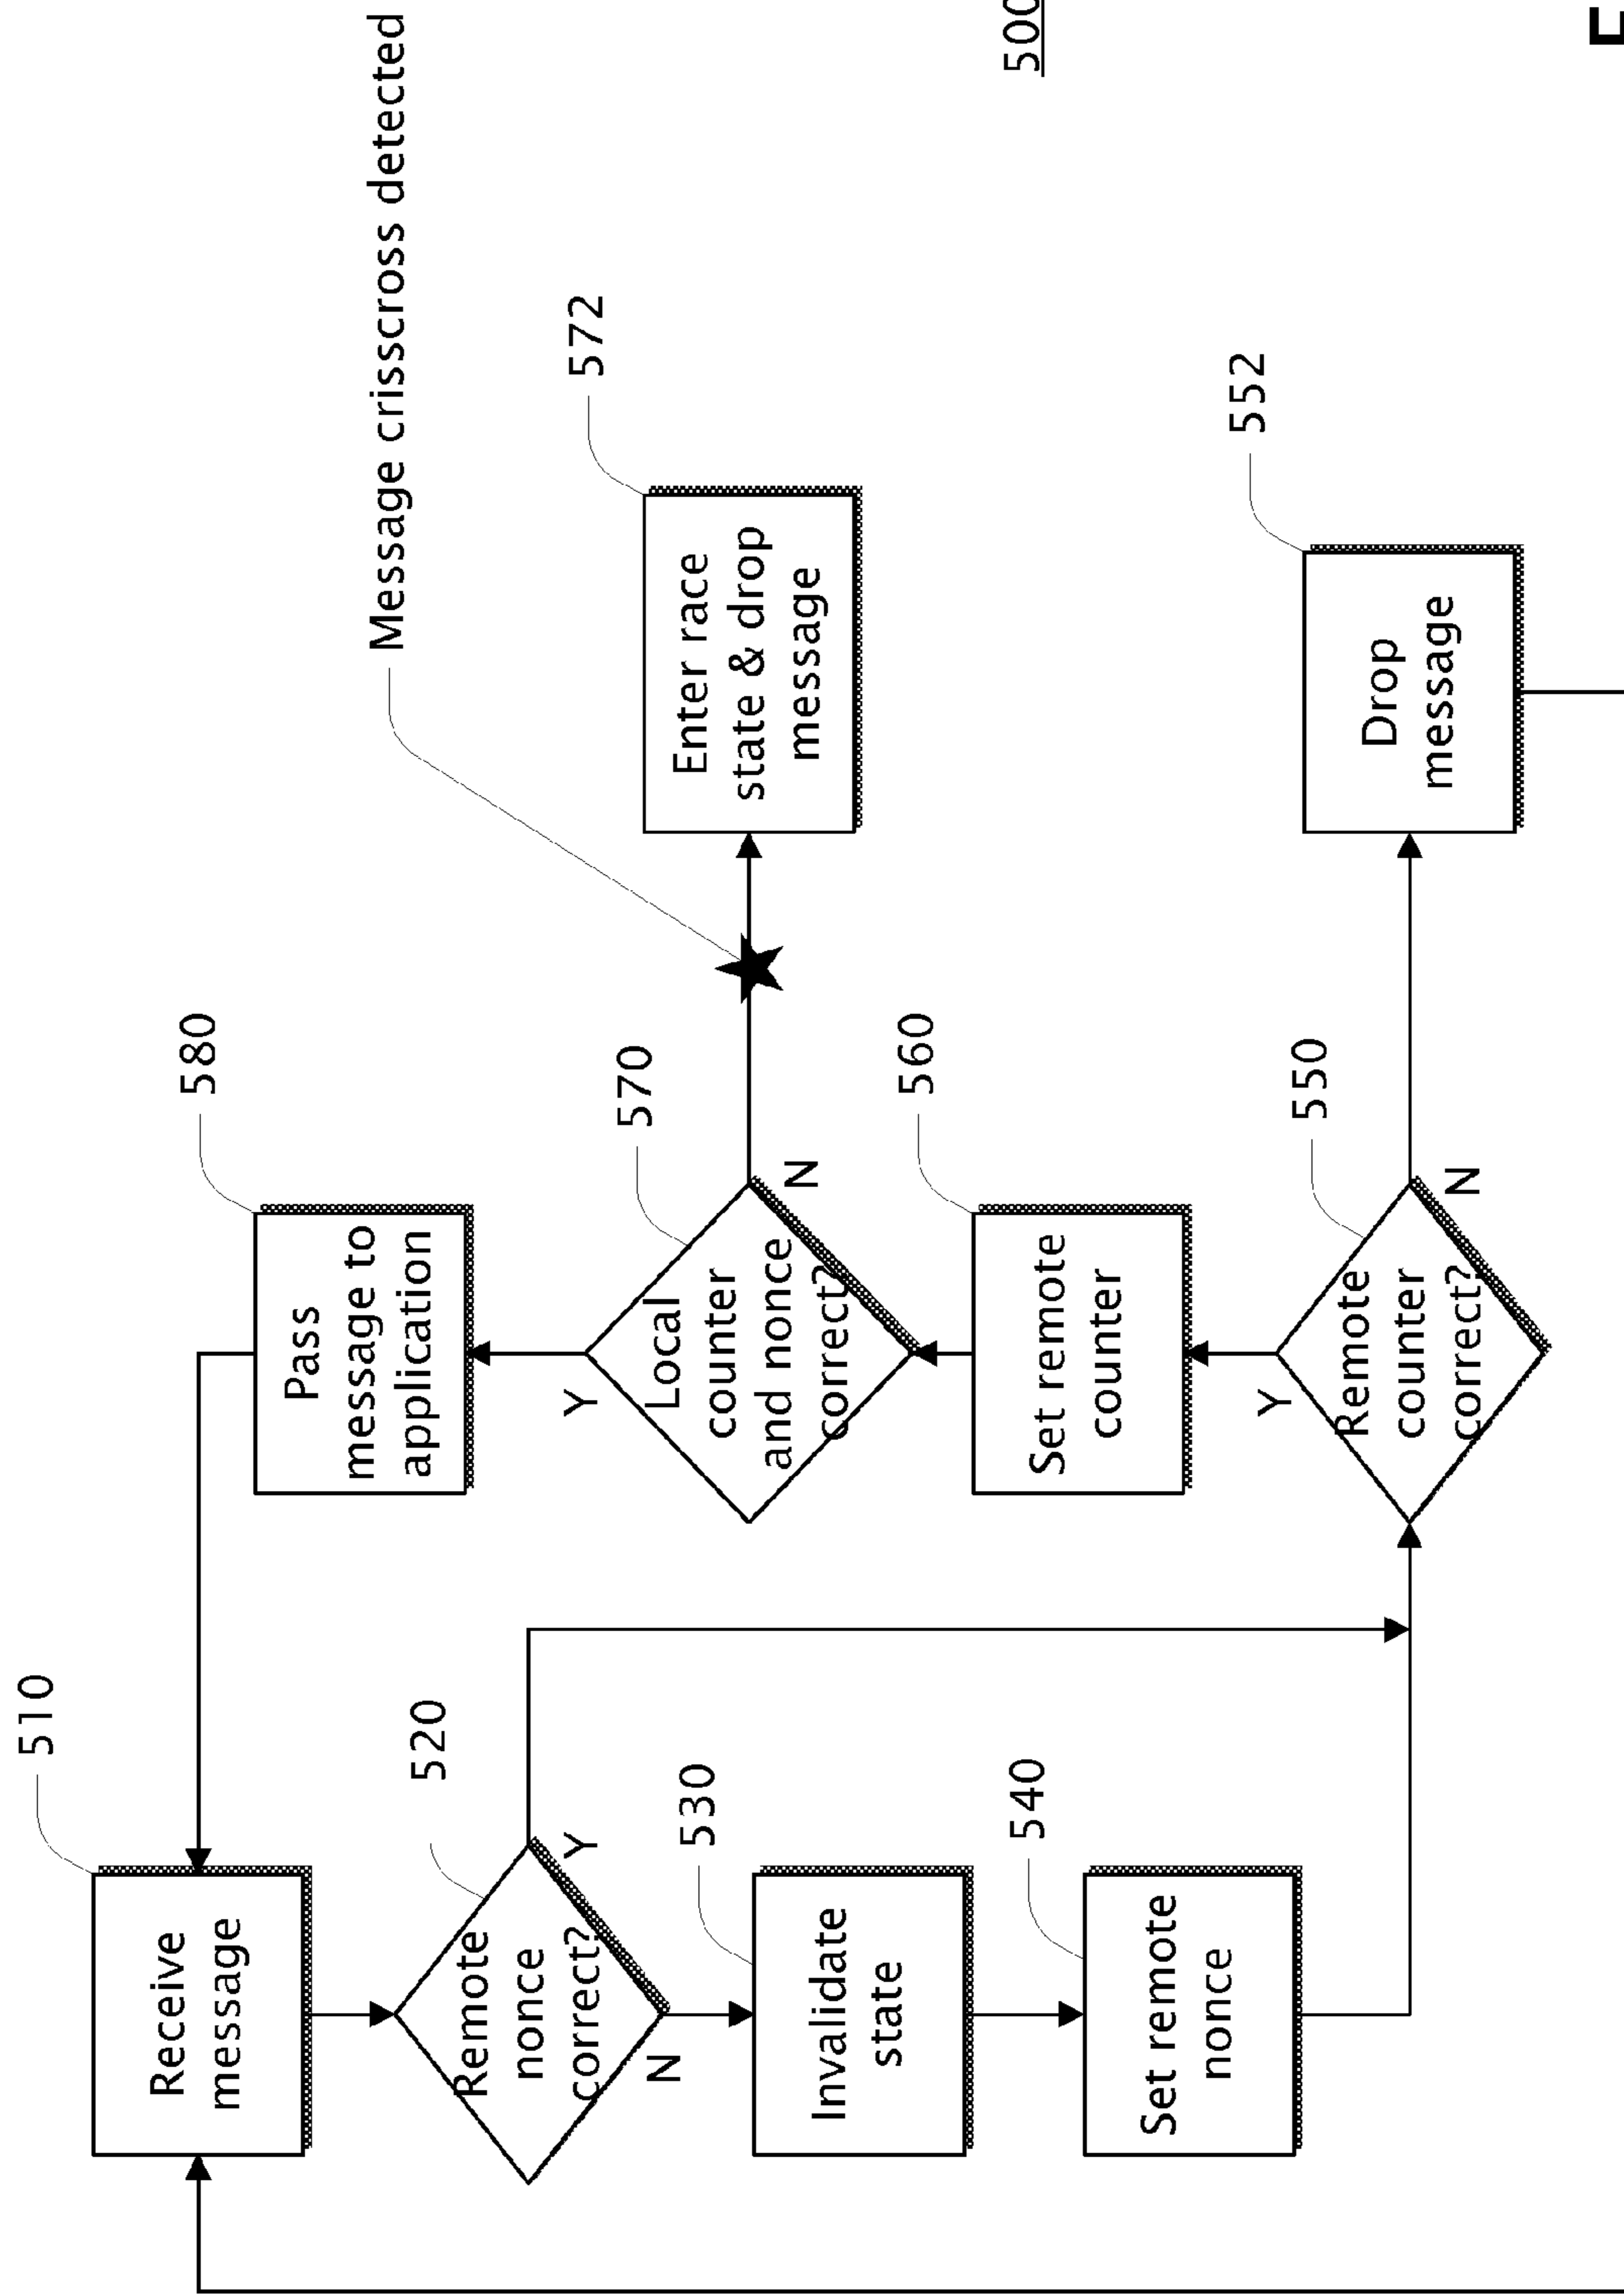 510
Receive
message
520
Remote
nonce
correct?
Y
N
530
Invalidate
state
540
Set remote
nonce
550
Remote
counter
correct?
Y
N
552
Drop
message
560
Set remote
counter
570
Local
counter
and nonce
correct?
Y
N
Message crisscross detected
572
Enter race
state & drop
message
580
Pass
message to
application
500